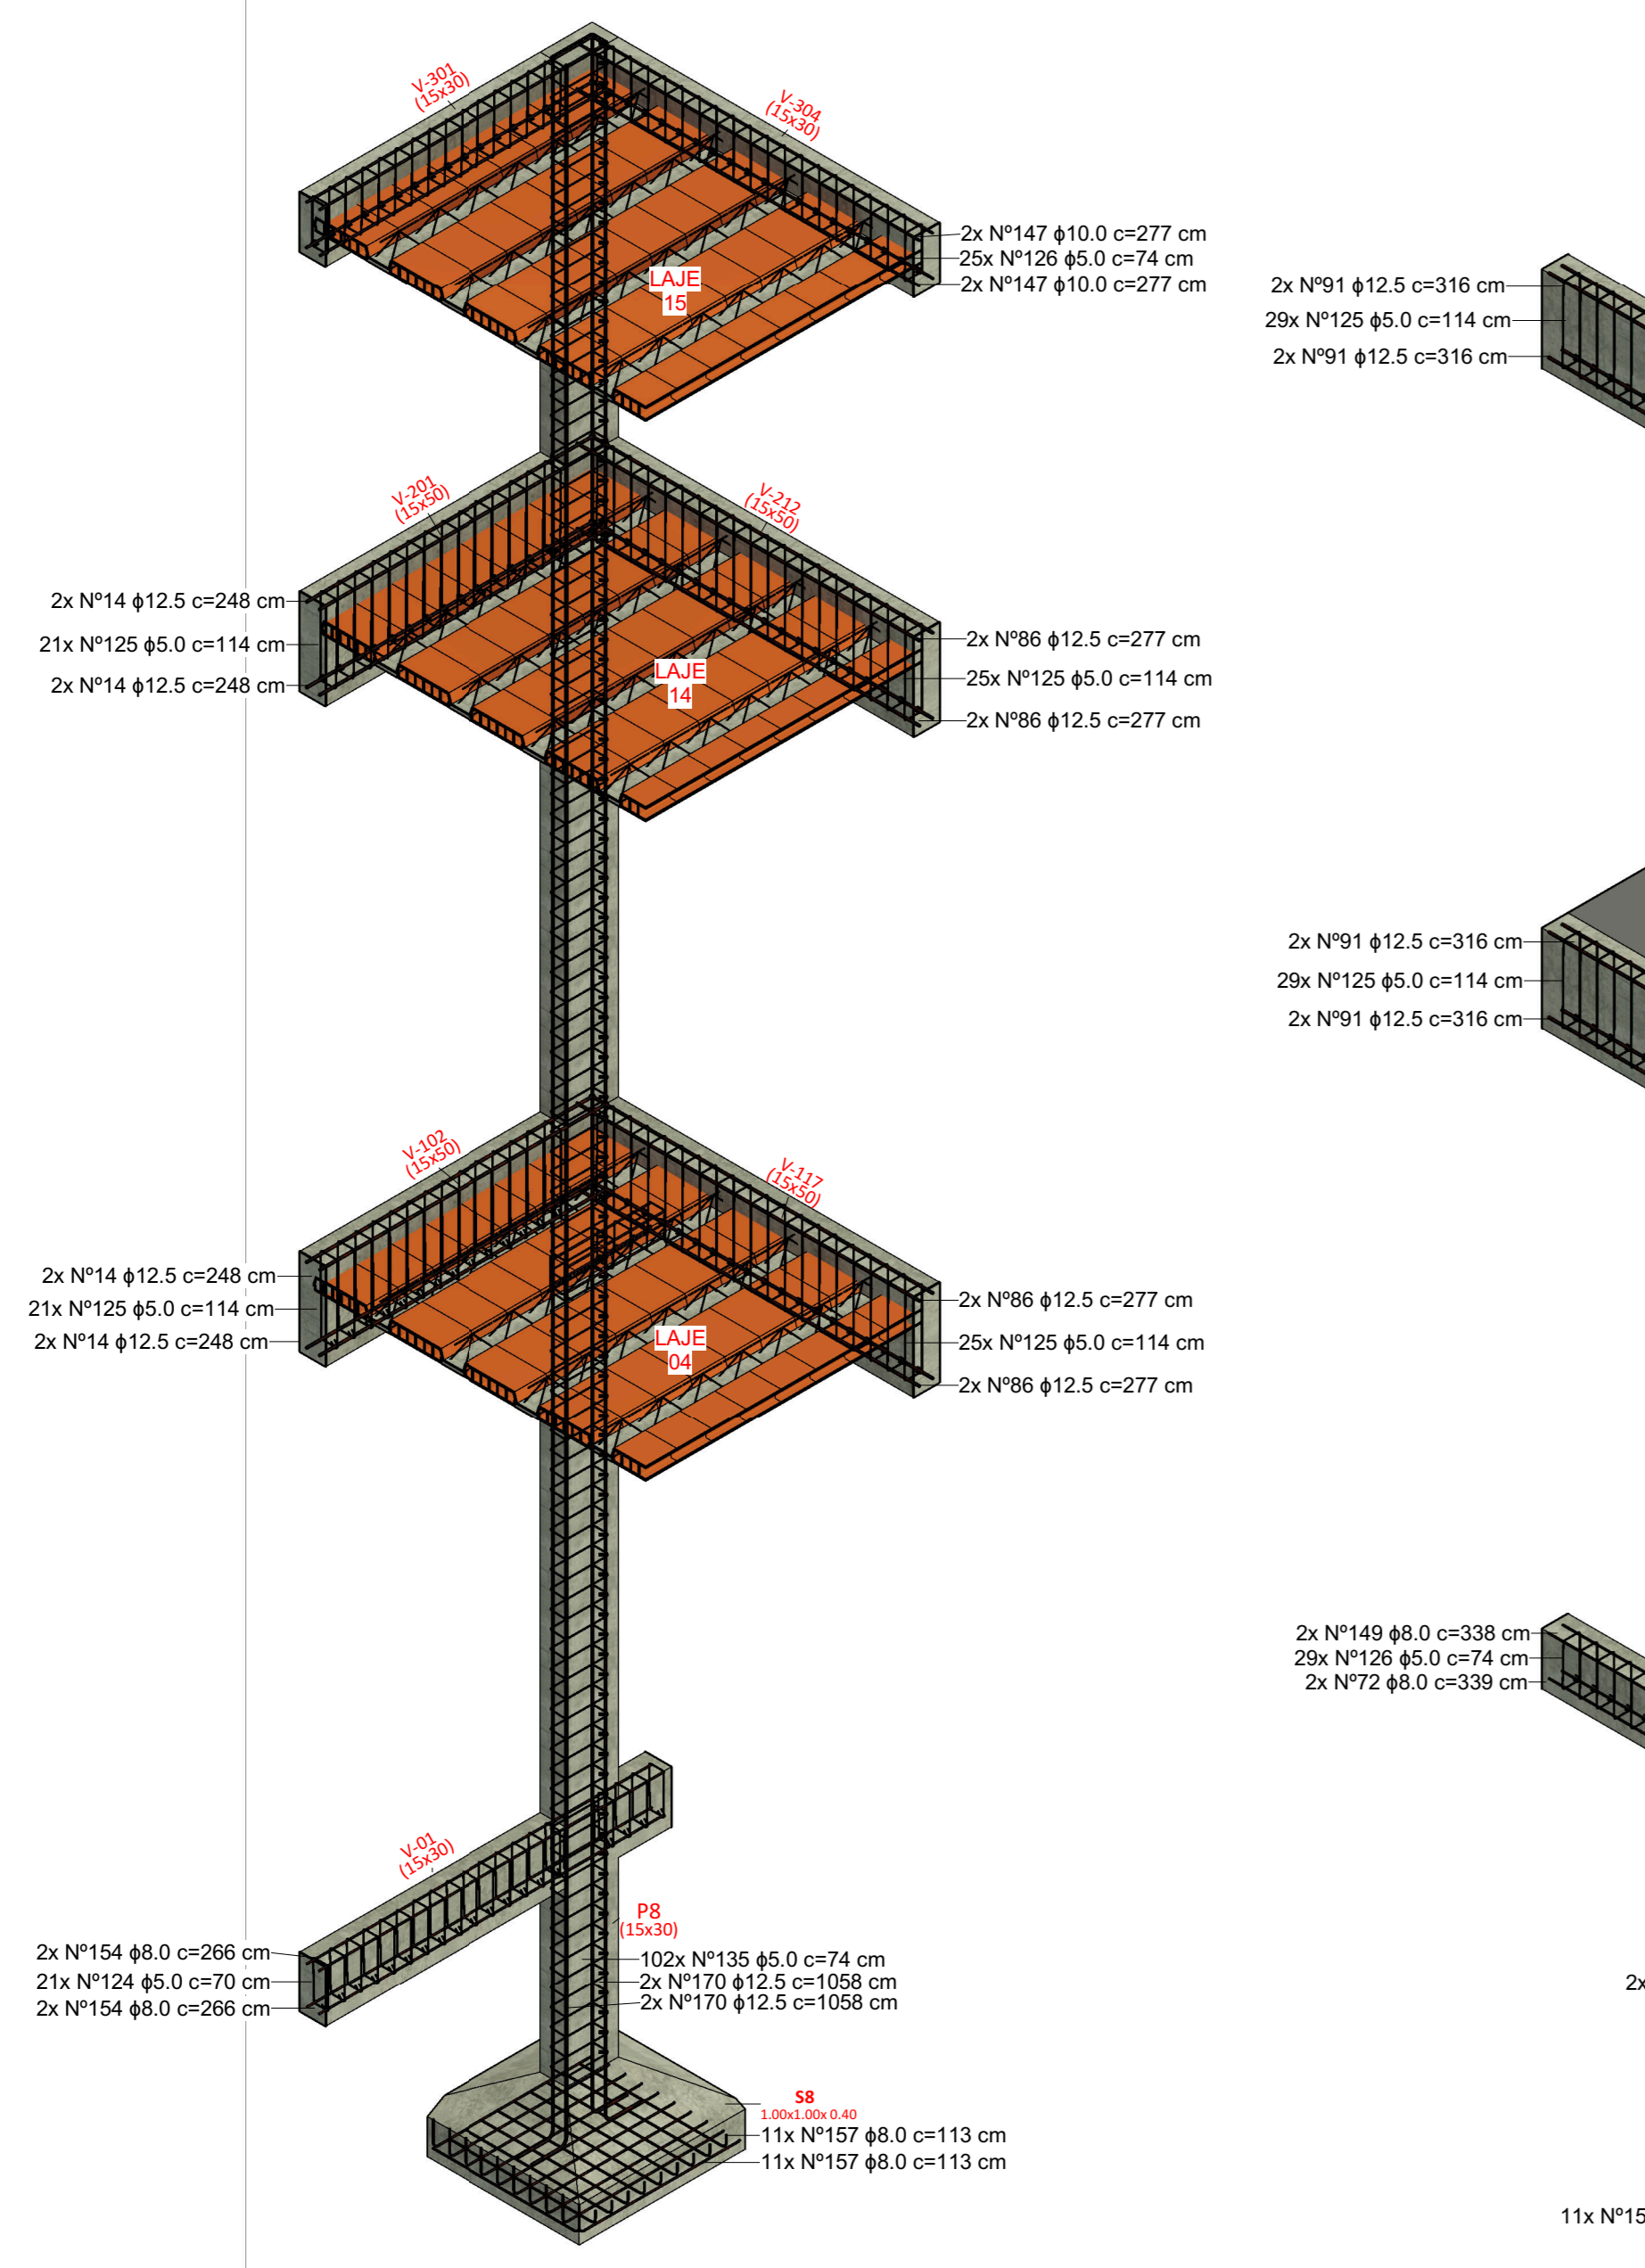 V-301
(15x30)
V-304
(15x30)
2x Nº147 ϕ10.0 c=277 cm
25x Nº126 ϕ5.0 c=74 cm
2x Nº147 ϕ10.0 c=277 cm
LAJE
15
2x Nº91 ϕ12.5 c=316 cm
29x Nº125 ϕ5.0 c=114 cm
2x Nº91 ϕ12.5 c=316 cm
V-201
(15x50)
V-212
(15x50)
2x Nº14 ϕ12.5 c=248 cm
21x Nº125 ϕ5.0 c=114 cm
2x Nº14 ϕ12.5 c=248 cm
LAJE
14
2x Nº86 ϕ12.5 c=277 cm
25x Nº125 ϕ5.0 c=114 cm
2x Nº86 ϕ12.5 c=277 cm
2x Nº91 ϕ12.5 c=316 cm
29x Nº125 ϕ5.0 c=114 cm
2x Nº91 ϕ12.5 c=316 cm
V-102
(15x50)
V-117
(15x50)
2x Nº14 ϕ12.5 c=248 cm
21x Nº125 ϕ5.0 c=114 cm
2x Nº14 ϕ12.5 c=248 cm
LAJE
04
2x Nº86 ϕ12.5 c=277 cm
25x Nº125 ϕ5.0 c=114 cm
2x Nº86 ϕ12.5 c=277 cm
2x Nº149 ϕ8.0 c=338 cm
29x Nº126 ϕ5.0 c=74 cm
2x Nº72 ϕ8.0 c=339 cm
V-01
(15x30)
2x Nº154 ϕ8.0 c=266 cm
21x Nº124 ϕ5.0 c=70 cm
2x Nº154 ϕ8.0 c=266 cm
P8
(15x30)
102x Nº135 ϕ5.0 c=74 cm
2x Nº170 ϕ12.5 c=1058 cm
2x Nº170 ϕ12.5 c=1058 cm
2x
S8
1.00x1.00x 0.40
11x Nº157 ϕ8.0 c=113 cm
11x Nº157 ϕ8.0 c=113 cm
11x Nº15